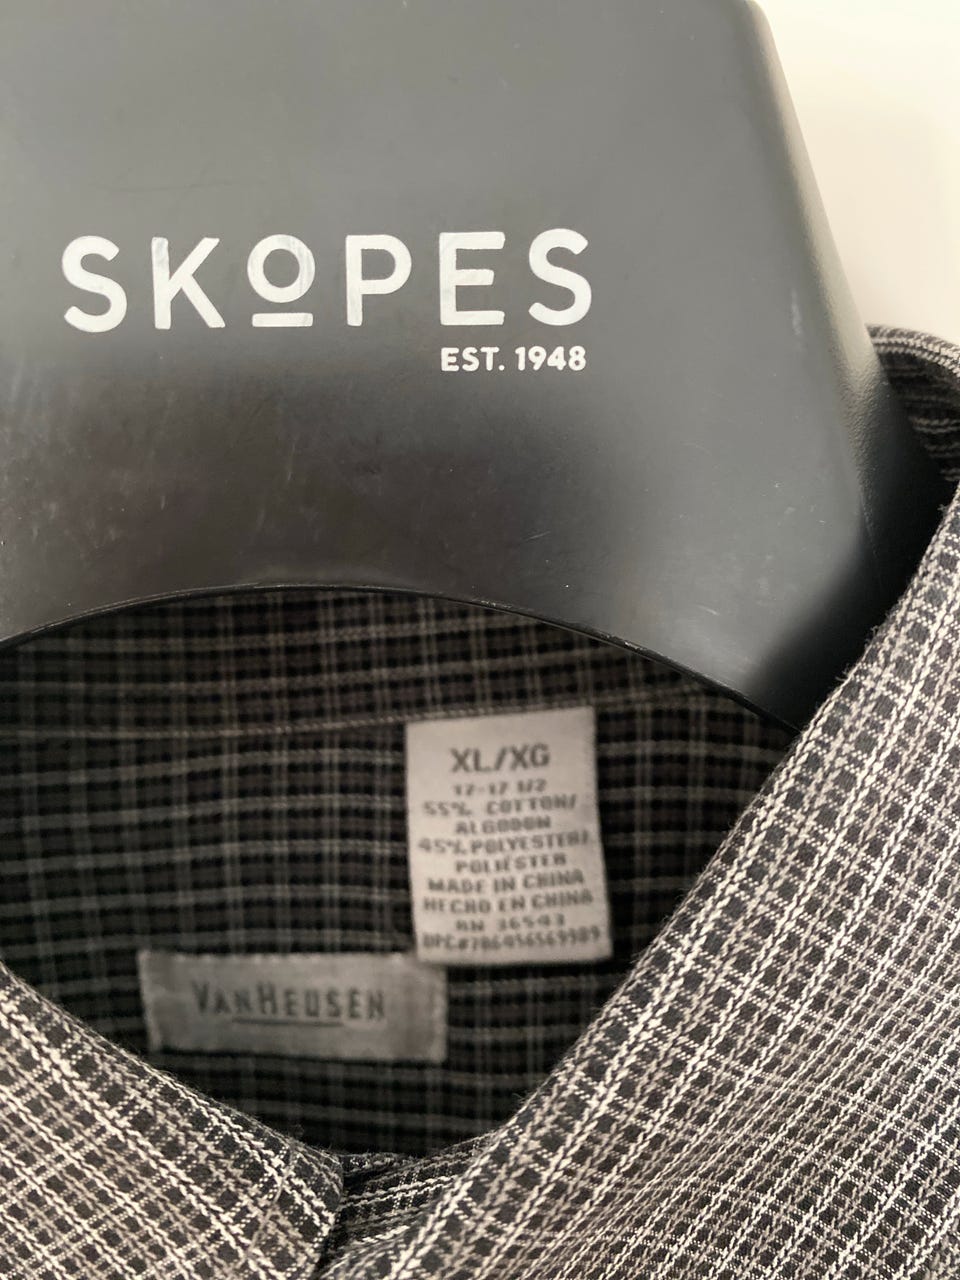 SKOPES
EST. 1948
XL/XG
17-17 1/2
55% COTTON/
ALGODON
45% POLYESTER/
POLIÉSTER
MADE IN CHINA
HECHO EN CHINA
RN 36543
VANHEUSEN